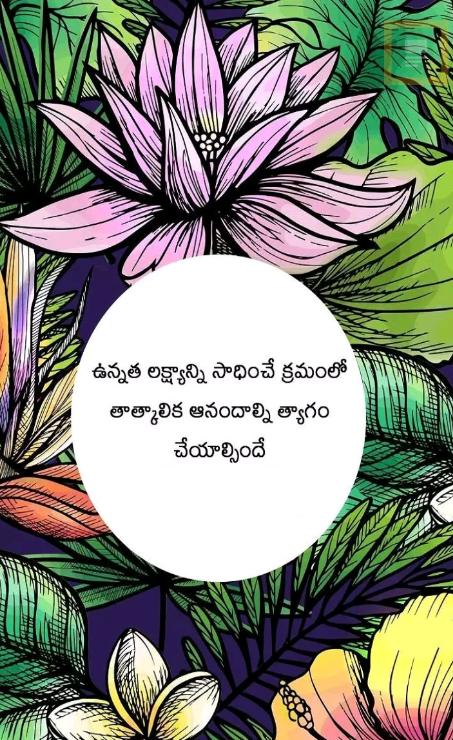 ఉన్నత లక్ష్యాన్ని సాధించే క్రమంలో
తాత్కాలిక ఆనందాల్ని త్యాగం
చేయాల్సిందే